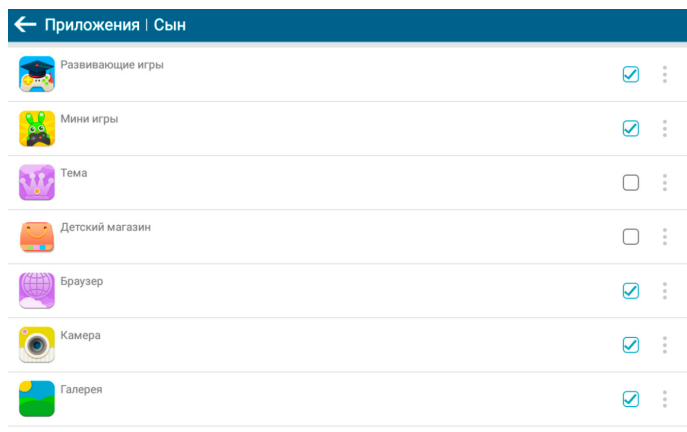 Приложения | Сын
Развивающие игры
Мини игры
Тема
Детский магазин
Браузер
Камера
Галерея